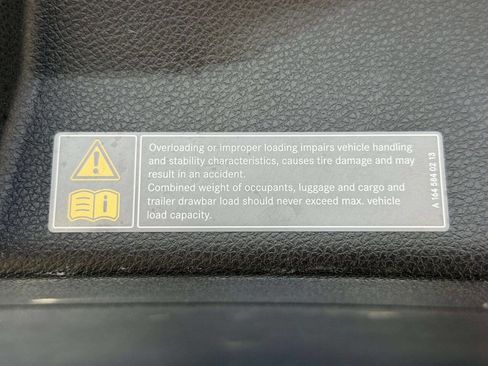 Overloading or improper loading impairs vehicle handling
and stability characteristics, causes tire damage and may
result in an accident.
Combined weight of occupants, luggage and cargo and
trailer drawbar load should never exceed max. vehicle
load capacity.
A 164 584 02 13